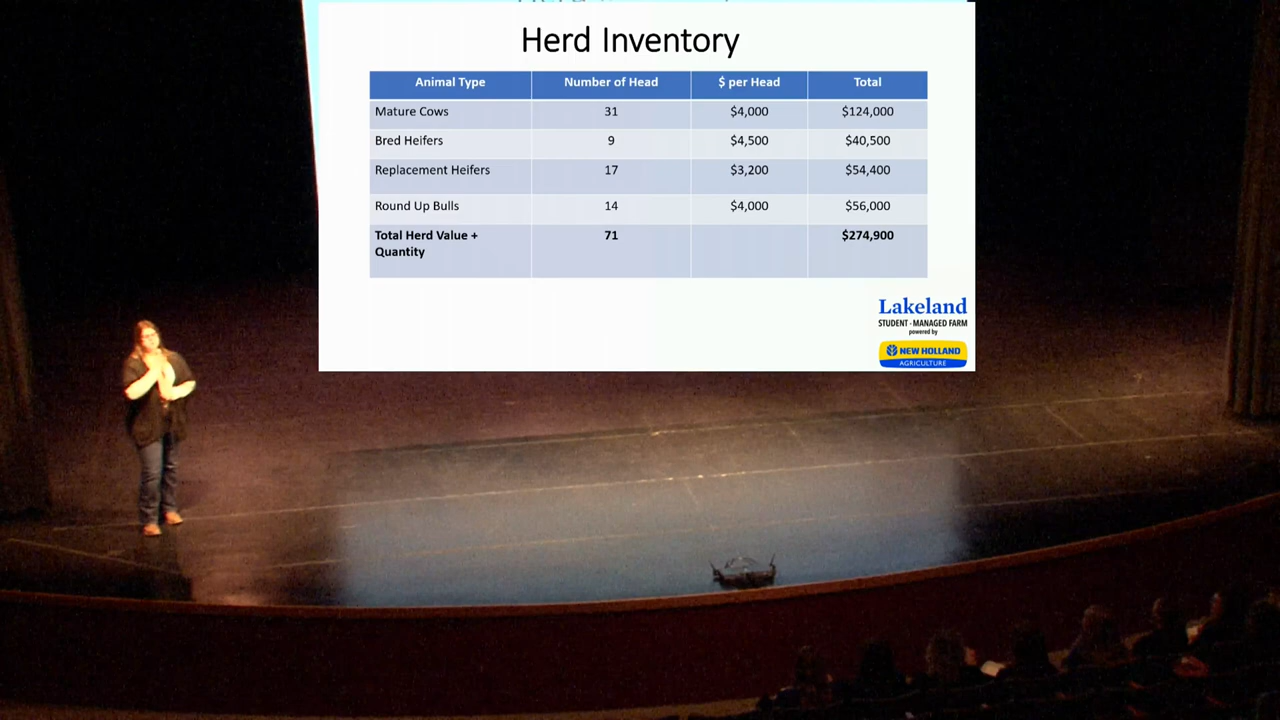 Herd Inventory
Animal Type Number of Head $ per Head Total
Mature Cows 31 $4,000 $124,000
Bred Heifers 9 $4,500 $40,500
Replacement Heifers 17 $3,200 $54,400
Round Up Bulls 14 $4,000 $56,000
Total Herd Value + 71 $274,900
Quantity
Lakeland
STUDENT-MANAGED FARM
powered by
NEW HOLLAND
AGRICULTURE